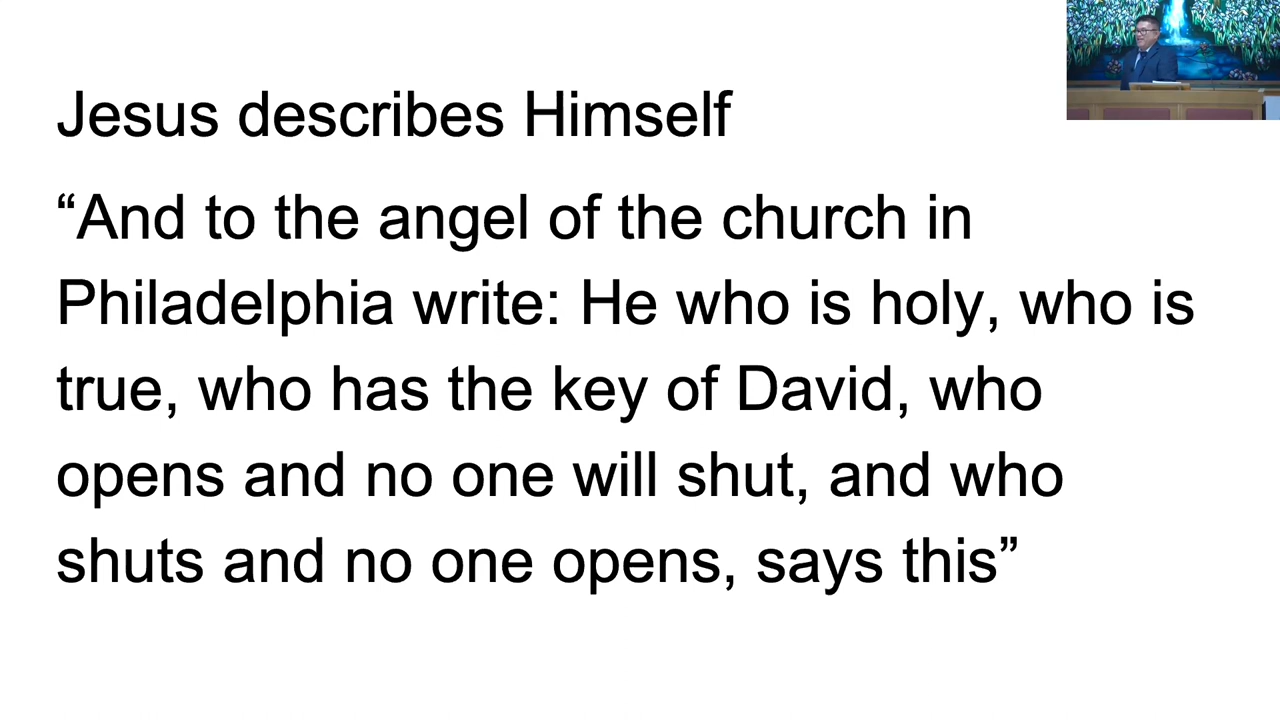 Jesus describes Himself
“And to the angel of the church in
Philadelphia write: He who is holy, who is
true, who has the key of David, who
opens and no one will shut, and who
shuts and no one opens, says this”